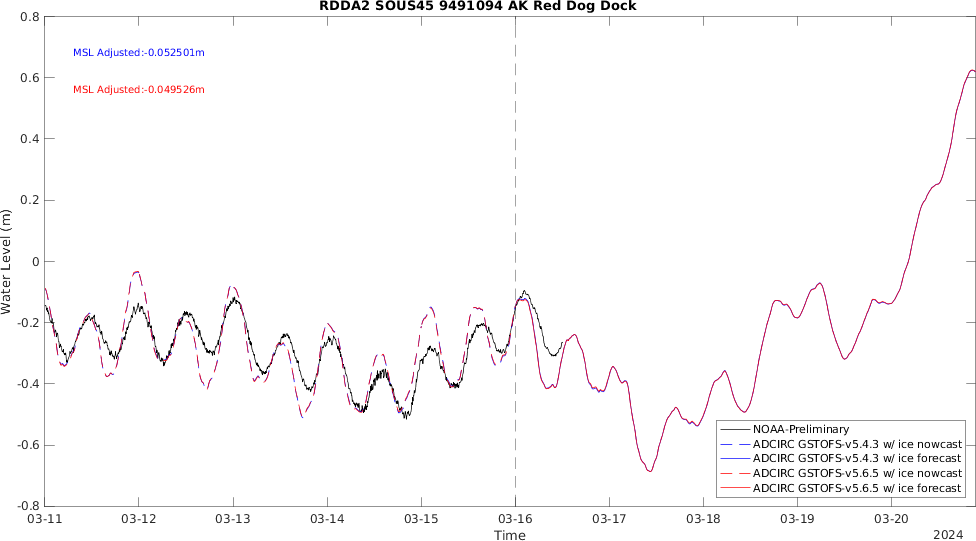 RDDA2 SOUS45 9491094 AK Red Dog Dock
0.8
MSL Adjusted:-0.052501m
0.6
MSL Adjusted:-0.049526m
0.4
0.2
0
-0.2
-0.4
-0.6
-0.8
Water Level (m)
NOAA-Preliminary
ADCIRC GSTOFS-v5.4.3 w/ ice nowcast
ADCIRC GSTOFS-v5.4.3 w/ ice forecast
ADCIRC GSTOFS-v5.6.5 w/ ice nowcast
ADCIRC GSTOFS-v5.6.5 w/ ice forecast
03-11 03-12 03-13 03-14 03-15 03-16 03-17 03-18 03-19 03-20
Time
2024